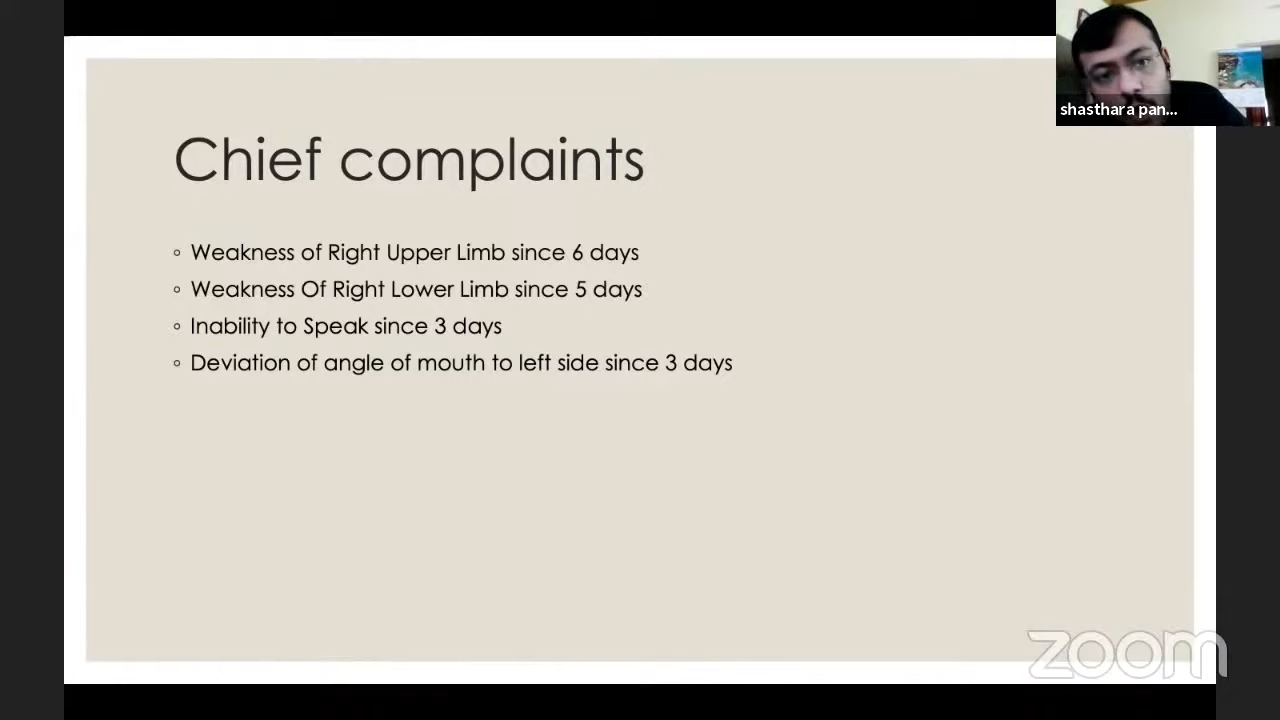 shasthara pan...
Chief complaints
◦ Weakness of Right Upper Limb since 6 days
◦ Weakness Of Right Lower Limb since 5 days
◦ Inability to Speak since 3 days
◦ Deviation of angle of mouth to left side since 3 days
zoom